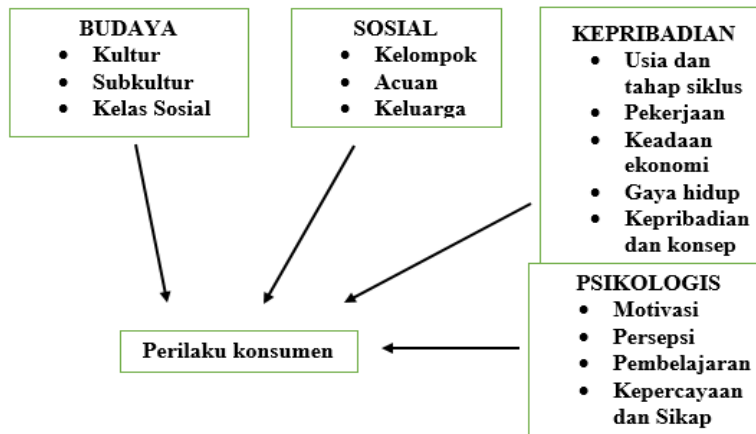 BUDAYA
• Kultur
• Subkultur
• Kelas Sosial
SOSIAL
• Kelompok
• Acuan
• Keluarga
KEPRIBADIAN
• Usia dan
tahap siklus
• Pekerjaan
• Keadaan
ekonomi
• Gaya hidup
• Kepribadian
dan konsep
PSIKOLOGIS
• Motivasi
• Persepsi
• Pembelajaran
• Kepercayaan
dan Sikap
Perilaku konsumen